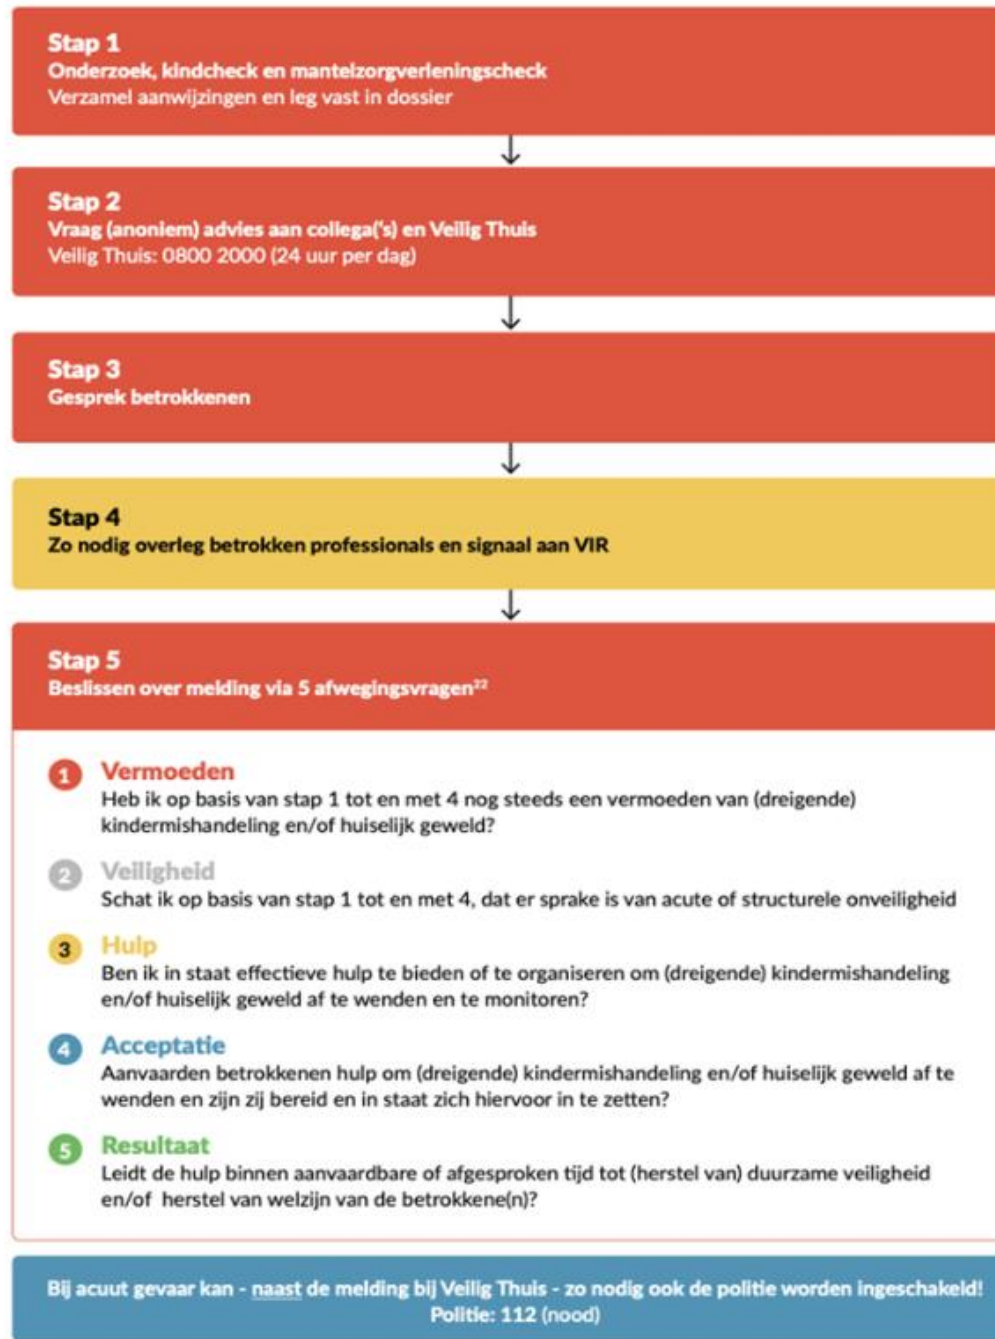 Stap 1
Onderzoek, kindcheck en mantelzorgverleningscheck
Verzamel aanwijzingen en leg vast in dossier
Stap 2
Vraag (anoniem) advies aan collega('s) en Veilig Thuis
Veilig Thuis: 0800 2000 (24 uur per dag)
Stap 3
Gesprek betrokkenen
Stap 4
Zo nodig overleg betrokken professionals en signaal aan VIR
Stap 5
Beslissen over melding via 5 afwegingsvragen²²
1 Vermoeden
Heb ik op basis van stap 1 tot en met 4 nog steeds een vermoeden van (dreigende)
kindermishandeling en/of huiselijk geweld?
2 Veiligheid
Schat ik op basis van stap 1 tot en met 4, dat er sprake is van acute of structurele onveiligheid
3 Hulp
Ben ik in staat effectieve hulp te bieden of te organiseren om (dreigende) kindermishandeling
en/of huiselijk geweld af te wenden en te monitoren?
4 Acceptatie
Aanvaarden betrokkenen hulp om (dreigende) kindermishandeling en/of huiselijk geweld af te
wenden en zijn zij bereid en in staat zich hiervoor in te zetten?
5 Resultaat
Leidt de hulp binnen aanvaardbare of afgesproken tijd tot (herstel van) duurzame veiligheid
en/of herstel van welzijn van de betrokkene(n)?
Bij acuut gevaar kan - naast de melding bij Veilig Thuis - zo nodig ook de politie worden ingeschakeld!
Politie: 112 (nood)